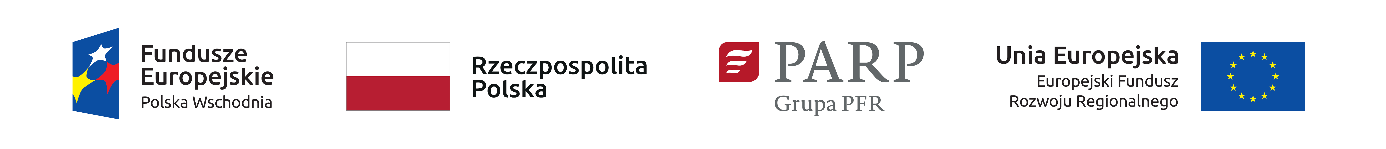 Fundusze
Europejskie
Polska Wschodnia
Rzeczpospolita
Polska
PARP
Grupa PFR
Unia Europejska
Europejski Fundusz
Rozwoju Regionalnego